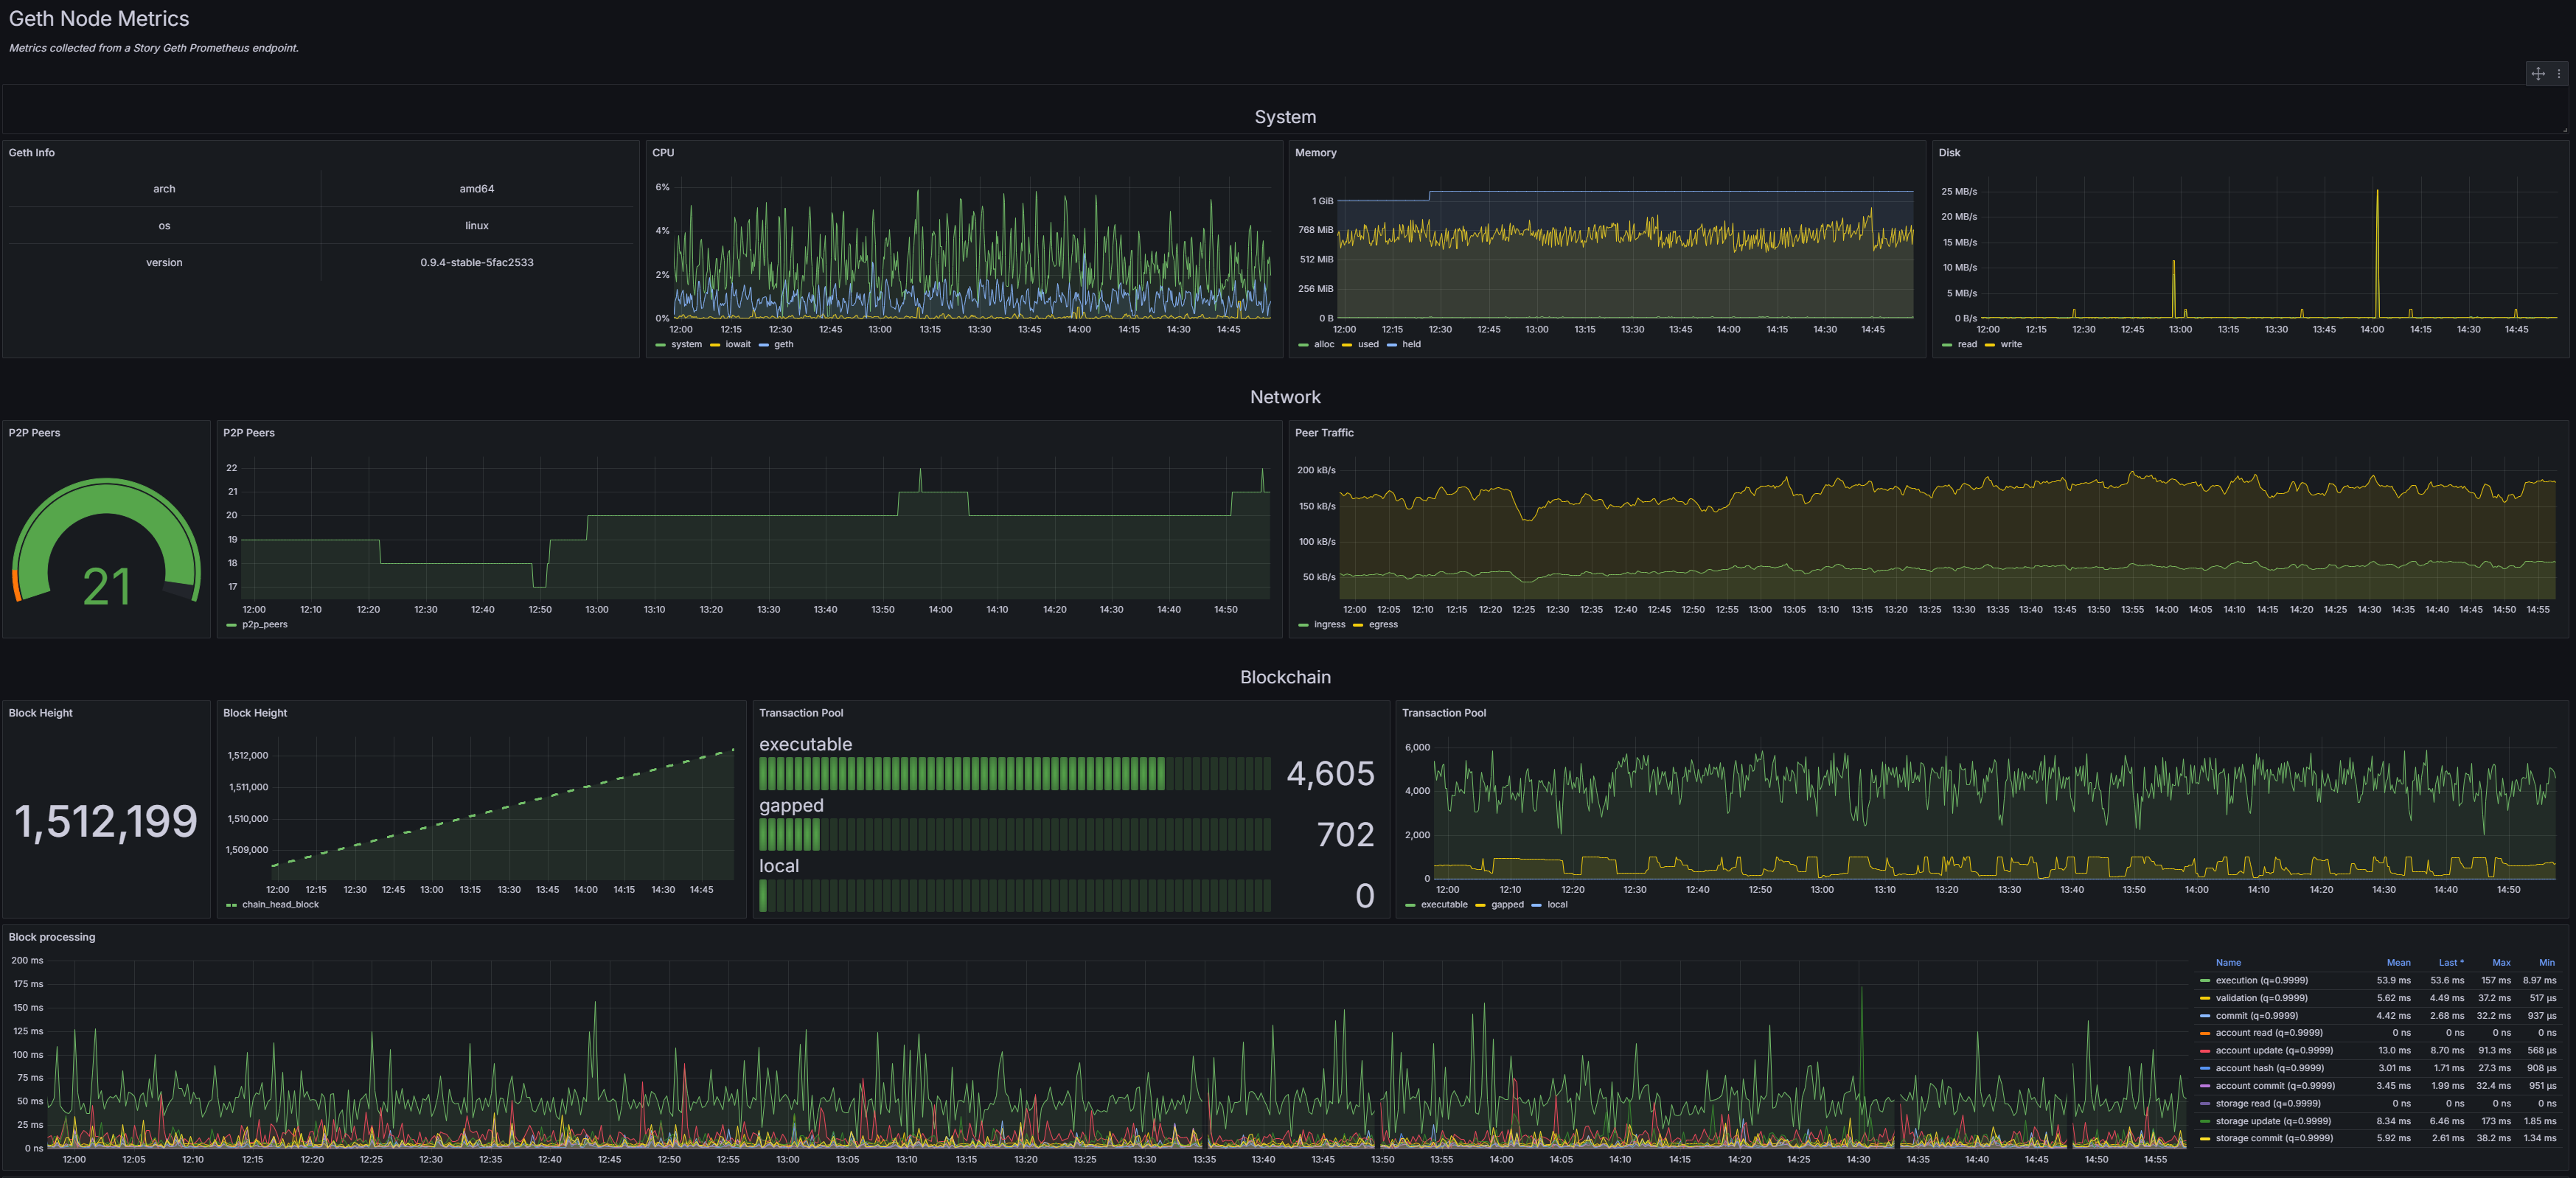 Geth Node Metrics
Metrics collected from a Story Geth Prometheus endpoint.
System
Geth Info
arch amd64
os linux
version 0.9.4-stable-5fac2533
CPU
6%
4%
2%
0%
12:00 12:15 12:30 12:45 13:00 13:15 13:30 13:45 14:00 14:15 14:30 14:45
system iowait geth
Memory
1 GiB
768 MiB
512 MiB
256 MiB
0 B
12:00 12:15 12:30 12:45 13:00 13:15 13:30 13:45 14:00 14:15 14:30 14:45
alloc used held
Disk
25 MB/s
20 MB/s
15 MB/s
10 MB/s
5 MB/s
0 B/s
12:00 12:15 12:30 12:45 13:00 13:15 13:30 13:45 14:00 14:15 14:30 14:45
read write
Network
P2P Peers
21
P2P Peers
22
21
20
19
18
17
12:00 12:10 12:20 12:30 12:40 12:50 13:00 13:10 13:20 13:30 13:40 13:50 14:00 14:10 14:20 14:30 14:40 14:50
p2p_peers
Peer Traffic
200 kB/s
150 kB/s
100 kB/s
50 kB/s
12:00 12:05 12:10 12:15 12:20 12:25 12:30 12:35 12:40 12:45 12:50 12:55 13:00 13:05 13:10 13:15 13:20 13:25 13:30 13:35 13:40 13:45 13:50 13:55 14:00 14:05 14:10 14:15 14:20 14:25 14:30 14:35 14:40 14:45 14:50 14:55
ingress egress
Blockchain
Block Height
1,512,199
Block Height
1,512,000
1,511,000
1,510,000
1,509,000
12:00 12:15 12:30 12:45 13:00 13:15 13:30 13:45 14:00 14:15 14:30 14:45
chain_head_block
Transaction Pool
executable
4,605
gapped
702
local
0
Transaction Pool
6,000
4,000
2,000
0
12:00 12:10 12:20 12:30 12:40 12:50 13:00 13:10 13:20 13:30 13:40 13:50 14:00 14:10 14:20 14:30 14:40 14:50
executable gapped local
Block processing
200 ms
175 ms
150 ms
125 ms
100 ms
75 ms
50 ms
25 ms
0 ns
12:00 12:05 12:10 12:15 12:20 12:25 12:30 12:35 12:40 12:45 12:50 12:55 13:00 13:05 13:10 13:15 13:20 13:25 13:30 13:35 13:40 13:45 13:50 13:55 14:00 14:05 14:10 14:15 14:20 14:25 14:30 14:35 14:40 14:45 14:50 14:55
Name Mean Last * Max Min
execution (q=0.9999) 53.9 ms 53.6 ms 157 ms 8.97 ms
validation (q=0.9999) 5.62 ms 4.49 ms 37.2 ms 517 µs
commit (q=0.9999) 4.42 ms 2.68 ms 32.2 ms 937 µs
account read (q=0.9999) 0 ns 0 ns 0 ns 0 ns
account update (q=0.9999) 13.0 ms 8.70 ms 91.3 ms 568 µs
account hash (q=0.9999) 3.01 ms 1.71 ms 27.3 ms 908 µs
account commit (q=0.9999) 3.45 ms 1.99 ms 32.4 ms 951 µs
storage read (q=0.9999) 0 ns 0 ns 0 ns 0 ns
storage update (q=0.9999) 8.34 ms 6.46 ms 173 ms 1.85 ms
storage commit (q=0.9999) 5.92 ms 2.61 ms 38.2 ms 1.34 ms